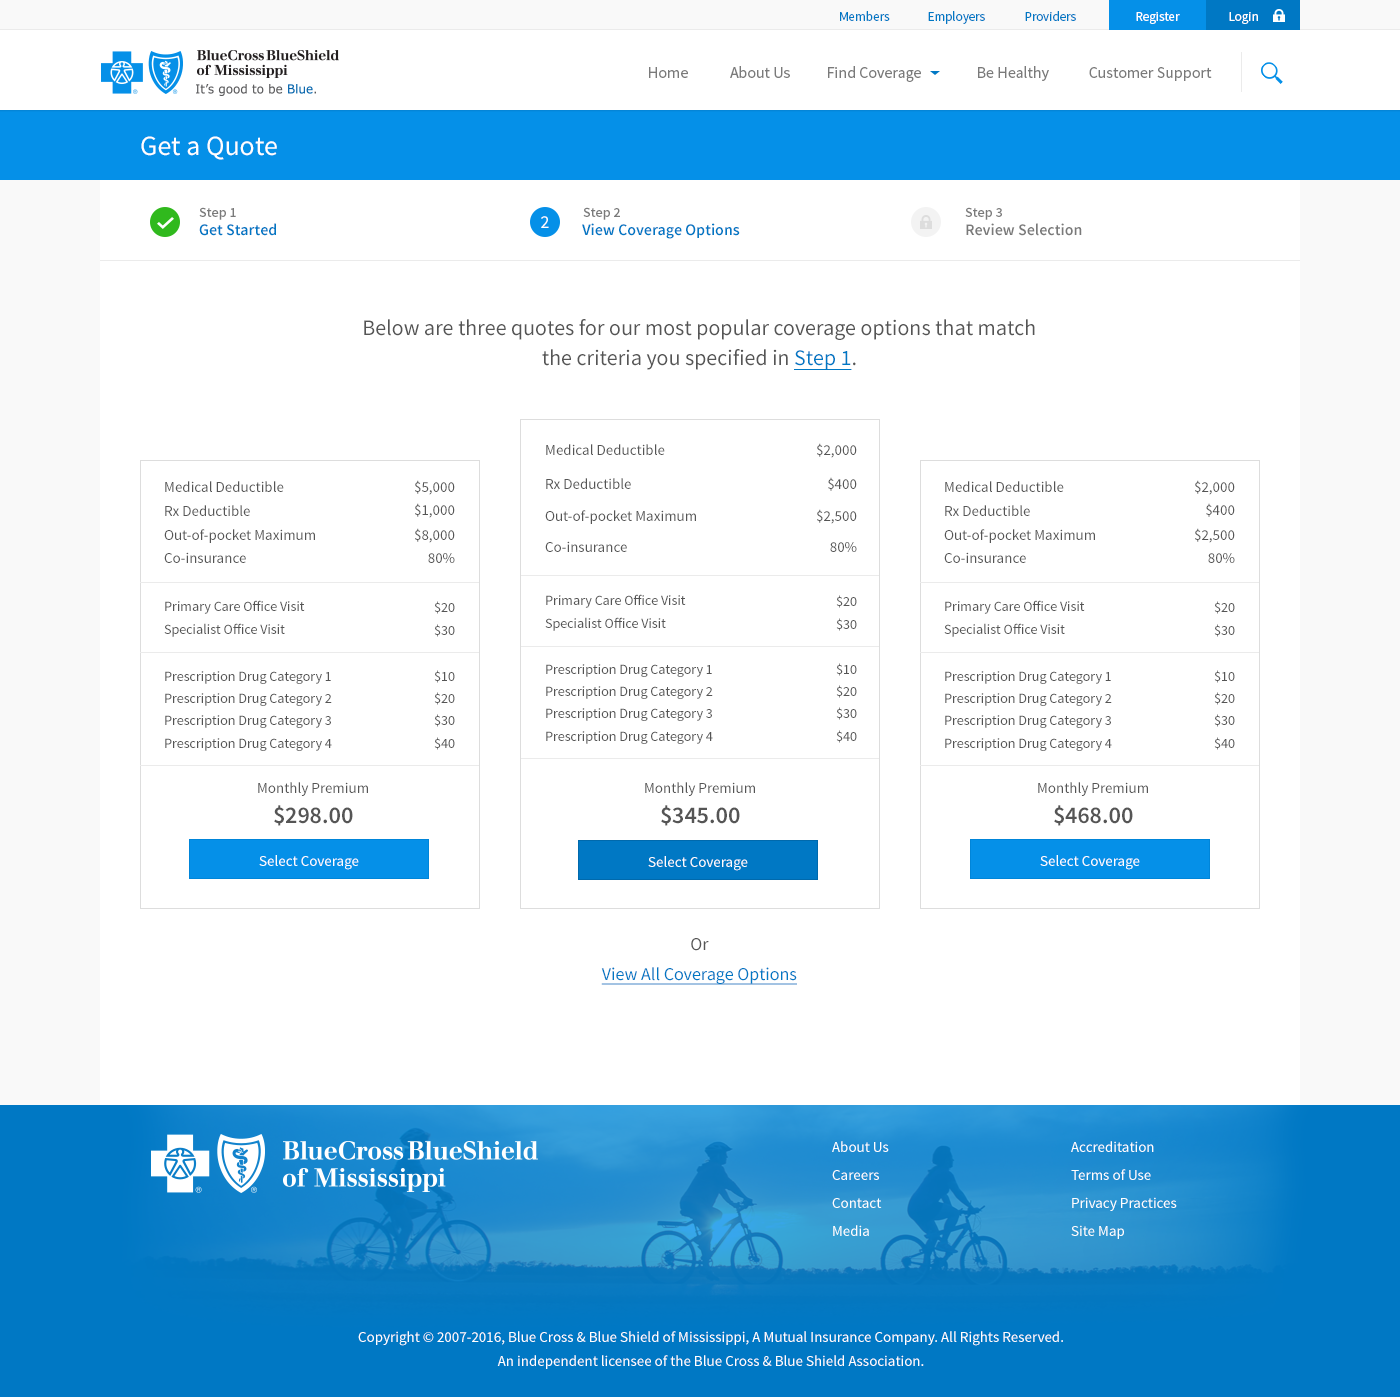 Members Employers Providers Register Login
BlueCross BlueShield
of Mississippi
It's good to be Blue.
Home About Us Find Coverage Be Healthy Customer Support
Get a Quote
Step 1
Get Started
2
Step 2
View Coverage Options
Step 3
Review Selection
Below are three quotes for our most popular coverage options that match
the criteria you specified in Step 1.
Medical Deductible $5,000
Rx Deductible $1,000
Out-of-pocket Maximum $8,000
Co-insurance 80%
Primary Care Office Visit $20
Specialist Office Visit $30
Prescription Drug Category 1 $10
Prescription Drug Category 2 $20
Prescription Drug Category 3 $30
Prescription Drug Category 4 $40
Monthly Premium
$298.00
Select Coverage
Medical Deductible $2,000
Rx Deductible $400
Out-of-pocket Maximum $2,500
Co-insurance 80%
Primary Care Office Visit $20
Specialist Office Visit $30
Prescription Drug Category 1 $10
Prescription Drug Category 2 $20
Prescription Drug Category 3 $30
Prescription Drug Category 4 $40
Monthly Premium
$345.00
Select Coverage
Medical Deductible $2,000
Rx Deductible $400
Out-of-pocket Maximum $2,500
Co-insurance 80%
Primary Care Office Visit $20
Specialist Office Visit $30
Prescription Drug Category 1 $10
Prescription Drug Category 2 $20
Prescription Drug Category 3 $30
Prescription Drug Category 4 $40
Monthly Premium
$468.00
Select Coverage
Or
View All Coverage Options
® ®
BlueCross BlueShield
of Mississippi
About Us
Careers
Contact
Media
Accreditation
Terms of Use
Privacy Practices
Site Map
Copyright © 2007-2016, Blue Cross & Blue Shield of Mississippi, A Mutual Insurance Company. All Rights Reserved.
An independent licensee of the Blue Cross & Blue Shield Association.